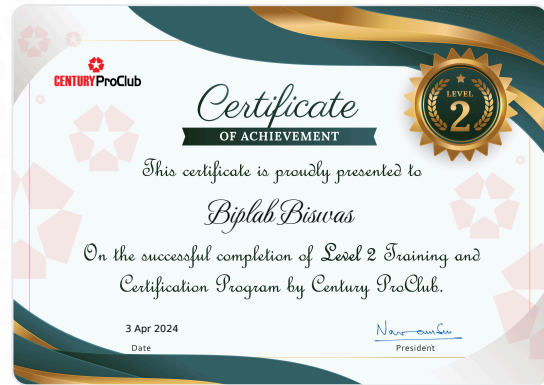 CENTURY ProClub
Certificate
OF ACHIEVEMENT
LEVEL
2
This certificate is proudly presented to
Biplab Biswas
On the successful completion of Level 2 Training and
Certification Program by Century ProClub.
3 Apr 2024
Date
President